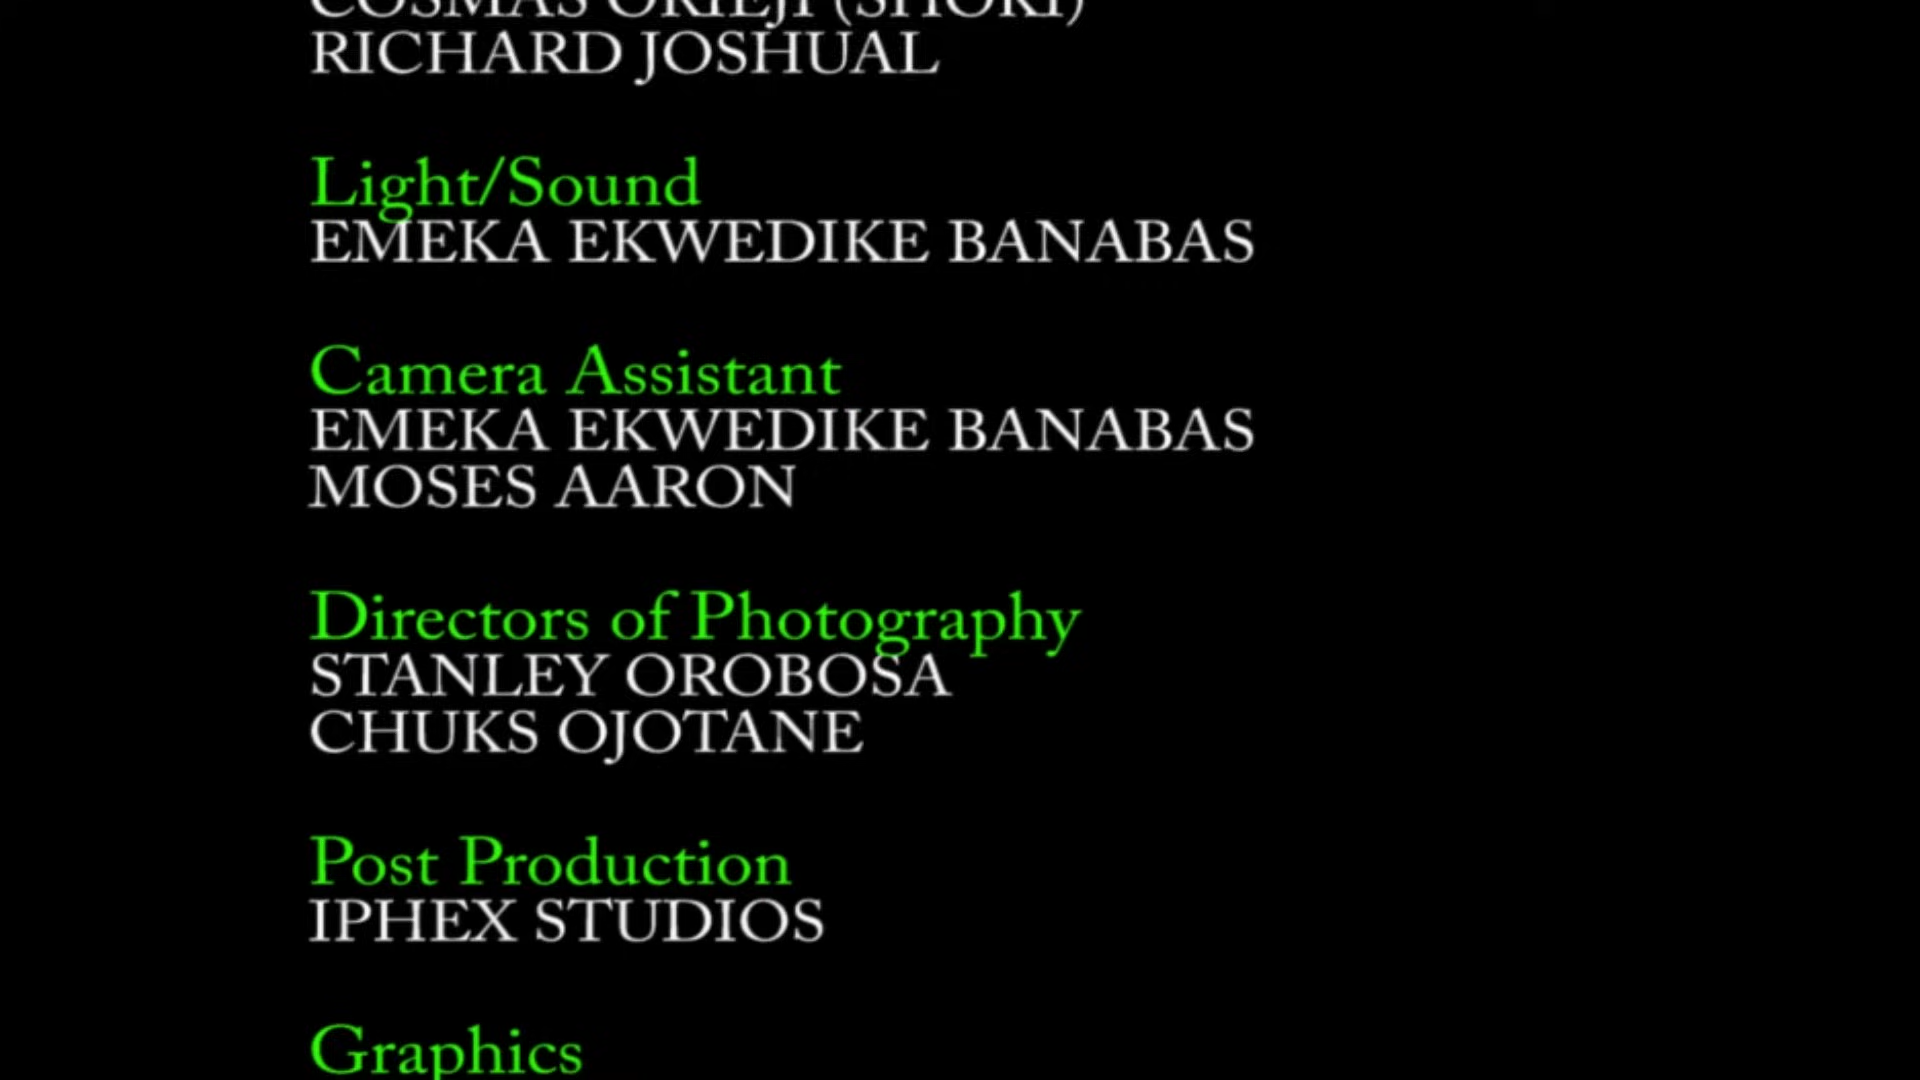 COSMAS ORIEJI (SHOKI)
RICHARD JOSHUAL
Light/Sound
EMEKA EKWEDIKE BANABAS
Camera Assistant
EMEKA EKWEDIKE BANABAS
MOSES AARON
Directors of Photography
STANLEY OROBOSA
CHUKS OJOTANE
Post Production
IPHEX STUDIOS
Graphics